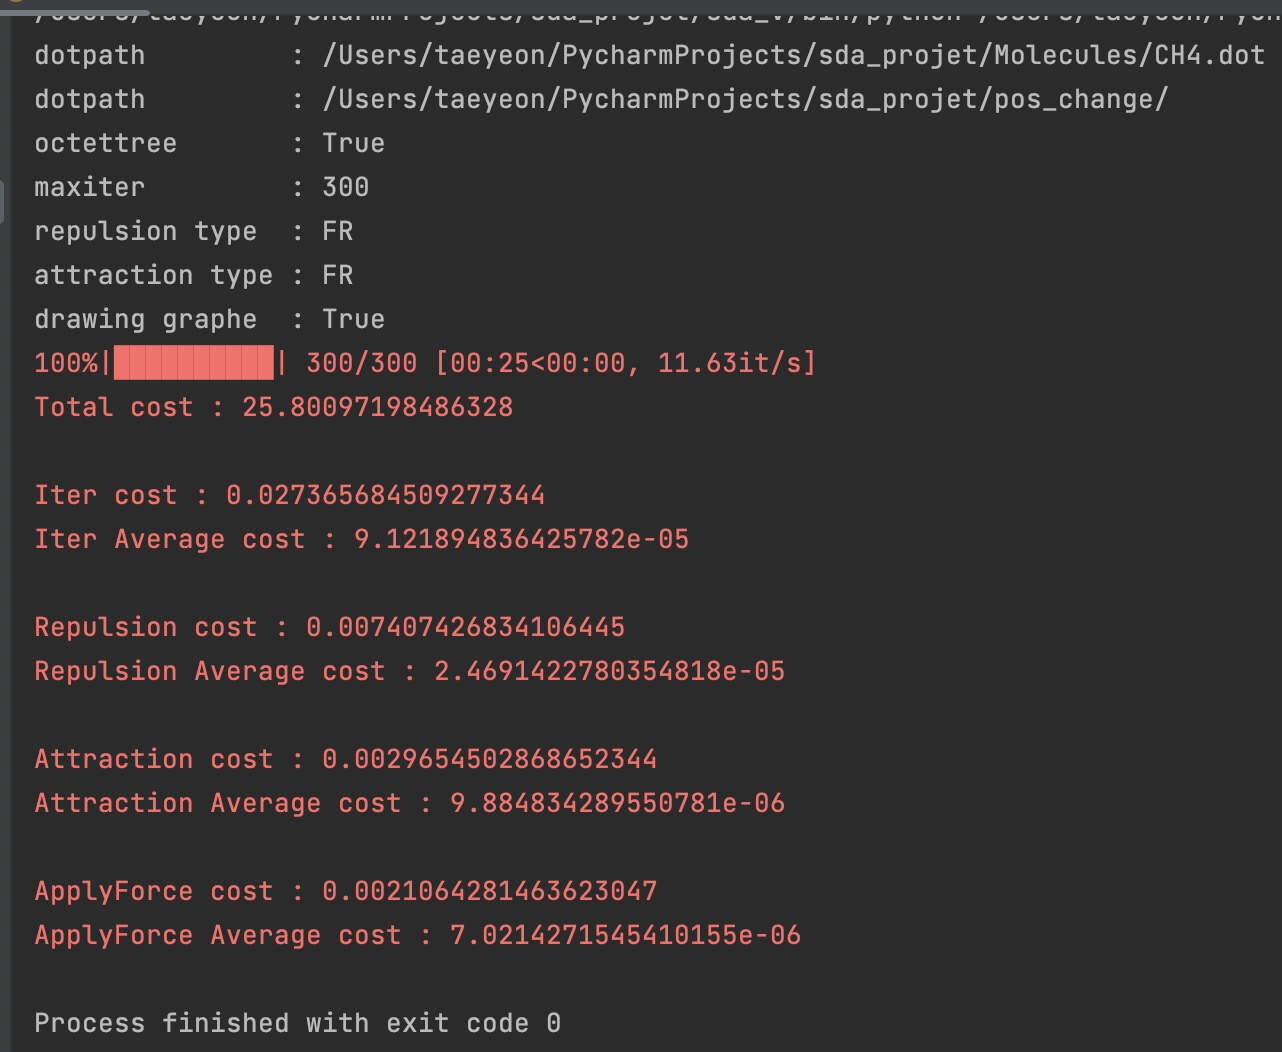 dotpath         : /Users/taeyeon/PycharmProjects/sda_projet/Molecules/CH4.dot
dotpath         : /Users/taeyeon/PycharmProjects/sda_projet/pos_change/
octettree       : True
maxiter         : 300
repulsion type  : FR
attraction type : FR
drawing graphe  : True
100%|██████████| 300/300 [00:25<00:00, 11.63it/s]
Total cost : 25.80097198486328
Iter cost : 0.027365684509277344
Iter Average cost : 9.121894836425782e-05
Repulsion cost : 0.007407426834106445
Repulsion Average cost : 2.4691422780354818e-05
Attraction cost : 0.0029654502868652344
Attraction Average cost : 9.884834289550781e-06
ApplyForce cost : 0.0021064281463623047
ApplyForce Average cost : 7.0214271545410155e-06
Process finished with exit code 0